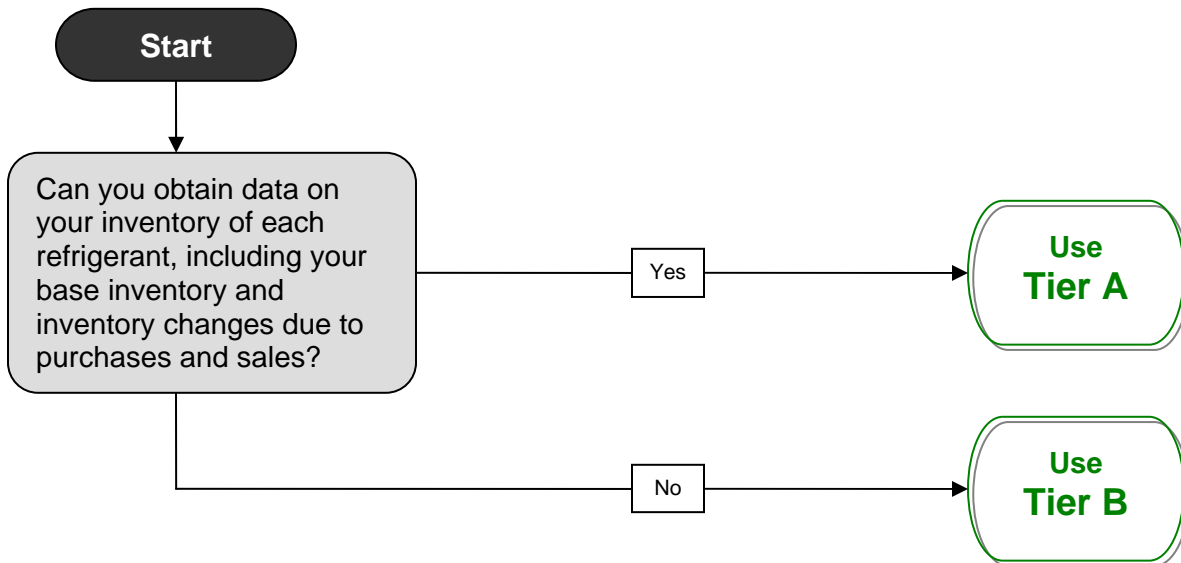 Start
Can you obtain data on
your inventory of each
refrigerant, including your
base inventory and
inventory changes due to
purchases and sales?
Yes
Use
Tier A
No
Use
Tier B